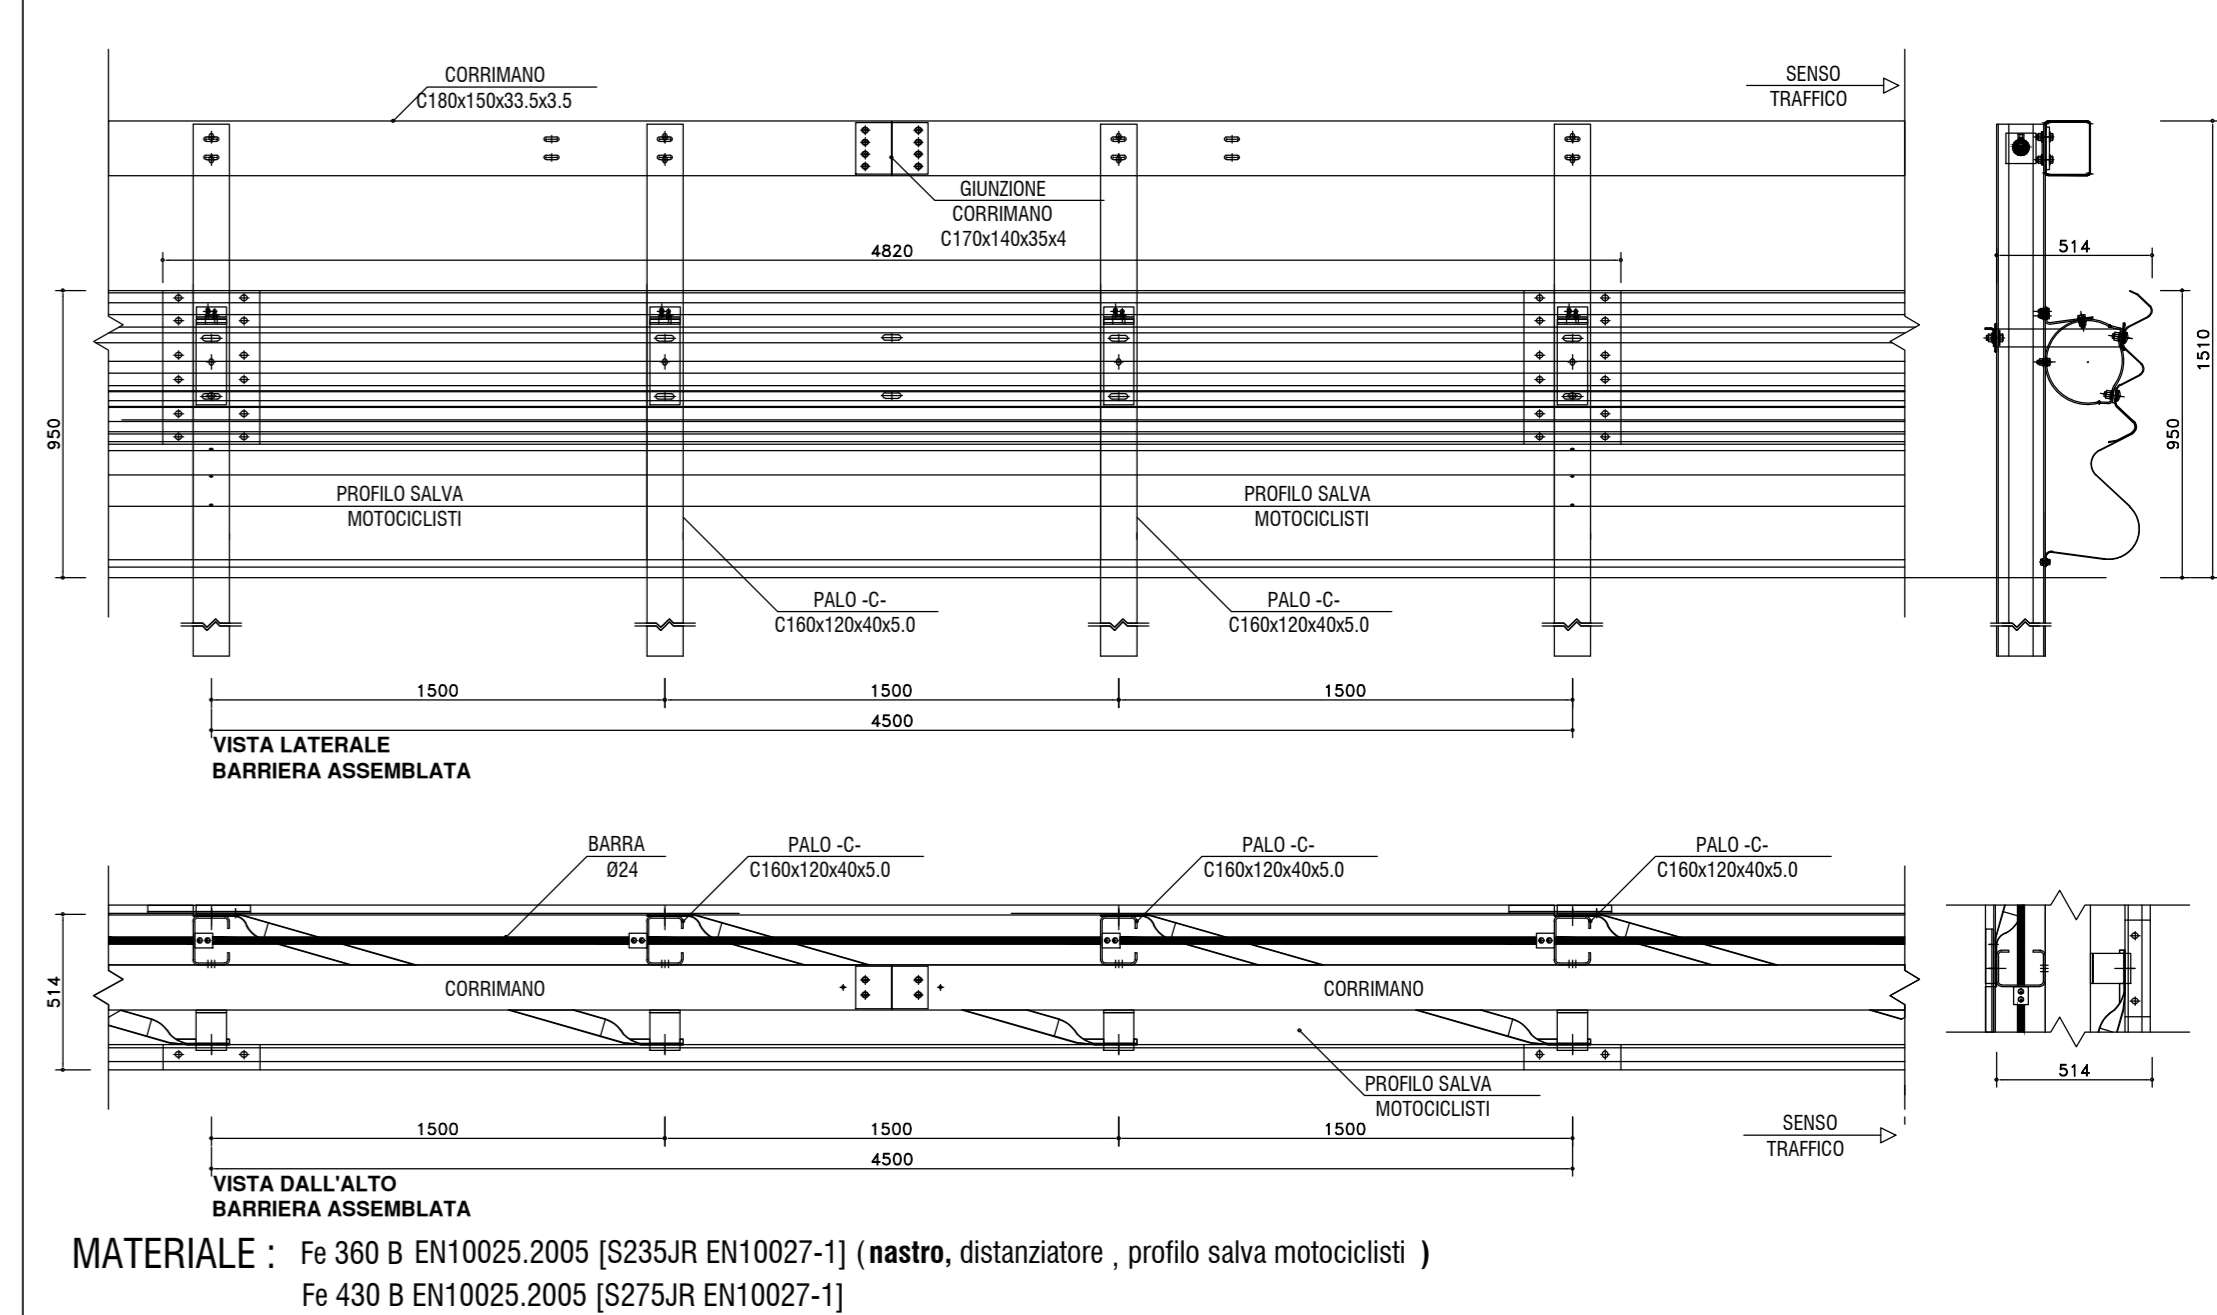 CORRIMANO
C180x150x33.5x3.5
SENSO
TRAFFICO
GIUNZIONE
CORRIMANO
C170x140x35x4
4820
514
950
950
1510
PROFILO SALVA
MOTOCICLISTI
PROFILO SALVA
MOTOCICLISTI
PALO -C-
C160x120x40x5.0
PALO -C-
C160x120x40x5.0
1500
1500
1500
4500
VISTA LATERALE
BARRIERA ASSEMBLATA
BARRA
Ø24
PALO -C-
C160x120x40x5.0
PALO -C-
C160x120x40x5.0
PALO -C-
C160x120x40x5.0
514
CORRIMANO
CORRIMANO
514
PROFILO SALVA
MOTOCICLISTI
1500
1500
1500
4500
SENSO
TRAFFICO
VISTA DALL'ALTO
BARRIERA ASSEMBLATA
MATERIALE : Fe 360 B EN10025.2005 [S235JR EN10027-1] (nastro, distanziatore , profilo salva motociclisti )
Fe 430 B EN10025.2005 [S275JR EN10027-1]